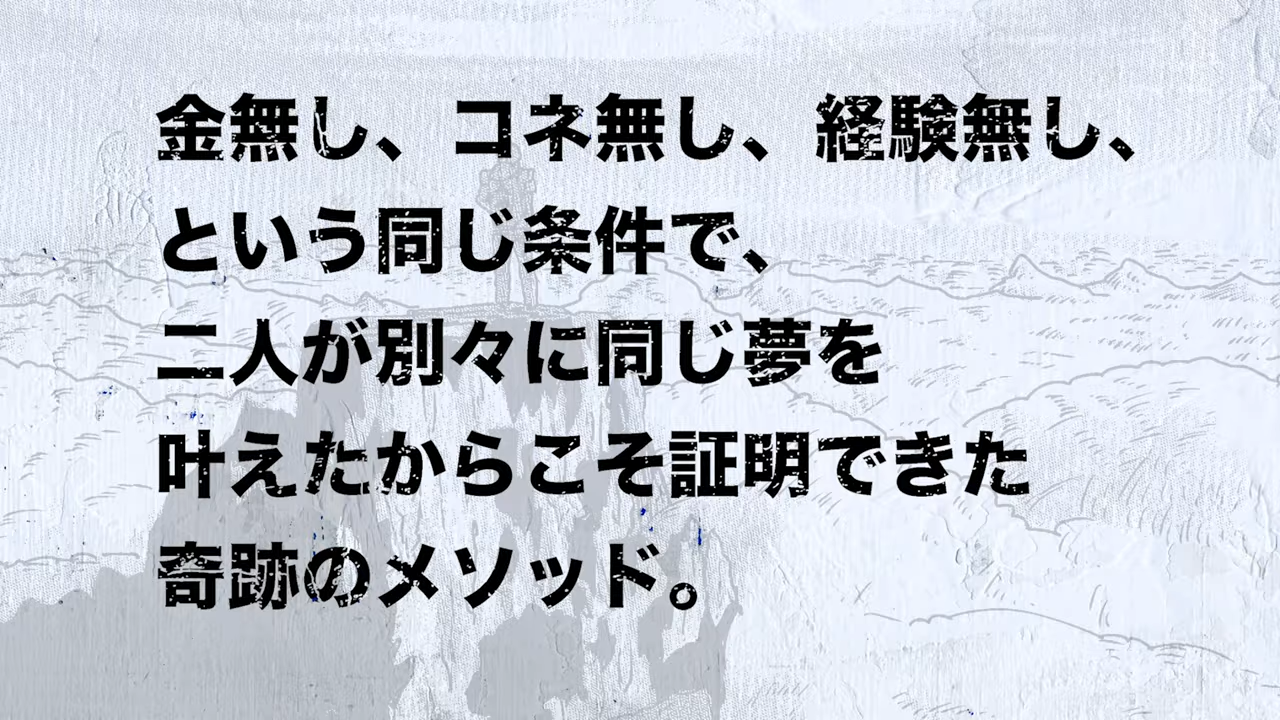 金無し、コネ無し、経験無し、
という同じ条件で、
二人が別々に同じ夢を
叶えたからこそ証明できた
奇跡のメソッド。